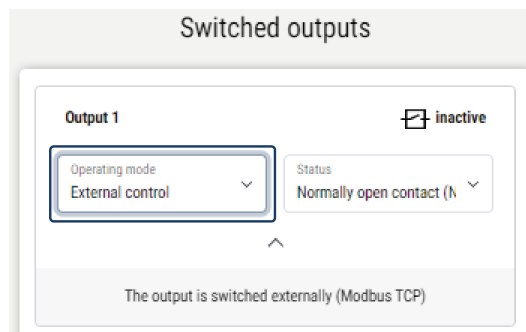 Switched outputs
Output 1 inactive
Operating mode Status
External control Normally open contact (N
The output is switched externally (Modbus TCP)